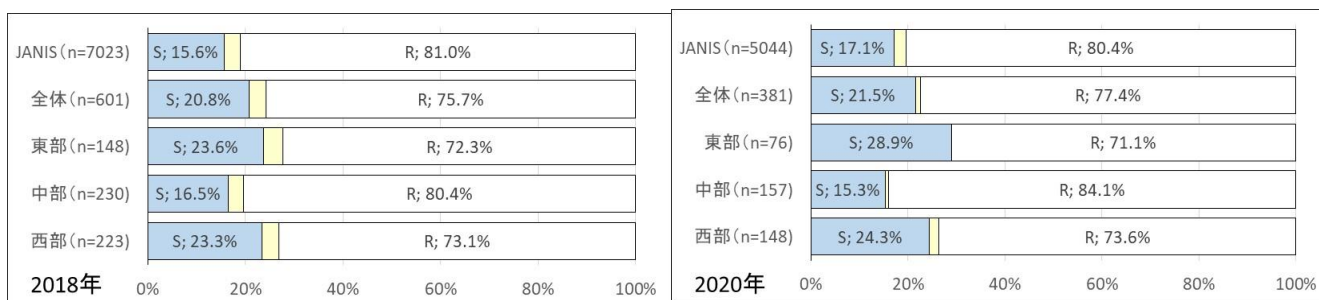 JANIS(n=7023) S; 15.6% R; 81.0%
全体(n=601) S; 20.8% R; 75.7%
東部(n=148) S; 23.6% R; 72.3%
中部(n=230) S; 16.5% R; 80.4%
西部(n=223) S; 23.3% R; 73.1%
2018年 0% 20% 40% 60% 80% 100%
JANIS(n=5044) S; 17.1% R; 80.4%
全体(n=381) S; 21.5% R; 77.4%
東部(n=76) S; 28.9% R; 71.1%
中部(n=157) S; 15.3% R; 84.1%
西部(n=148) S; 24.3% R; 73.6%
2020年 0% 20% 40% 60% 80% 100%